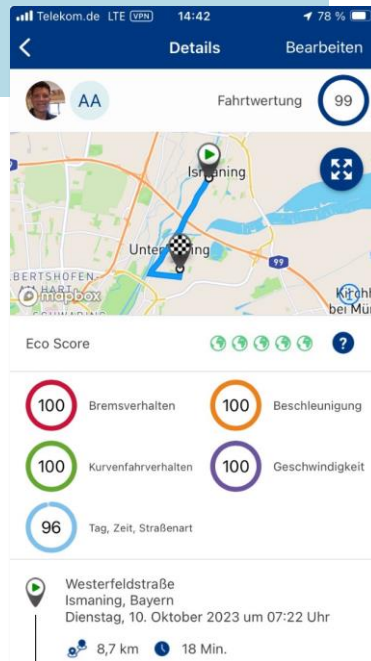 Telekom.de LTE VPN 14:42 78 %
Details Bearbeiten
AA Fahrtwertung 99
Ismaning
99
mapbox
Eco Score ?
100 Bremsverhalten 100 Beschleunigung
100 Kurvenfahrverhalten 100 Geschwindigkeit
96 Tag, Zeit, Straßenart
Westerfeldstraße
Ismaning, Bayern
Dienstag, 10. Oktober 2023 um 07:22 Uhr
8,7 km 18 Min.